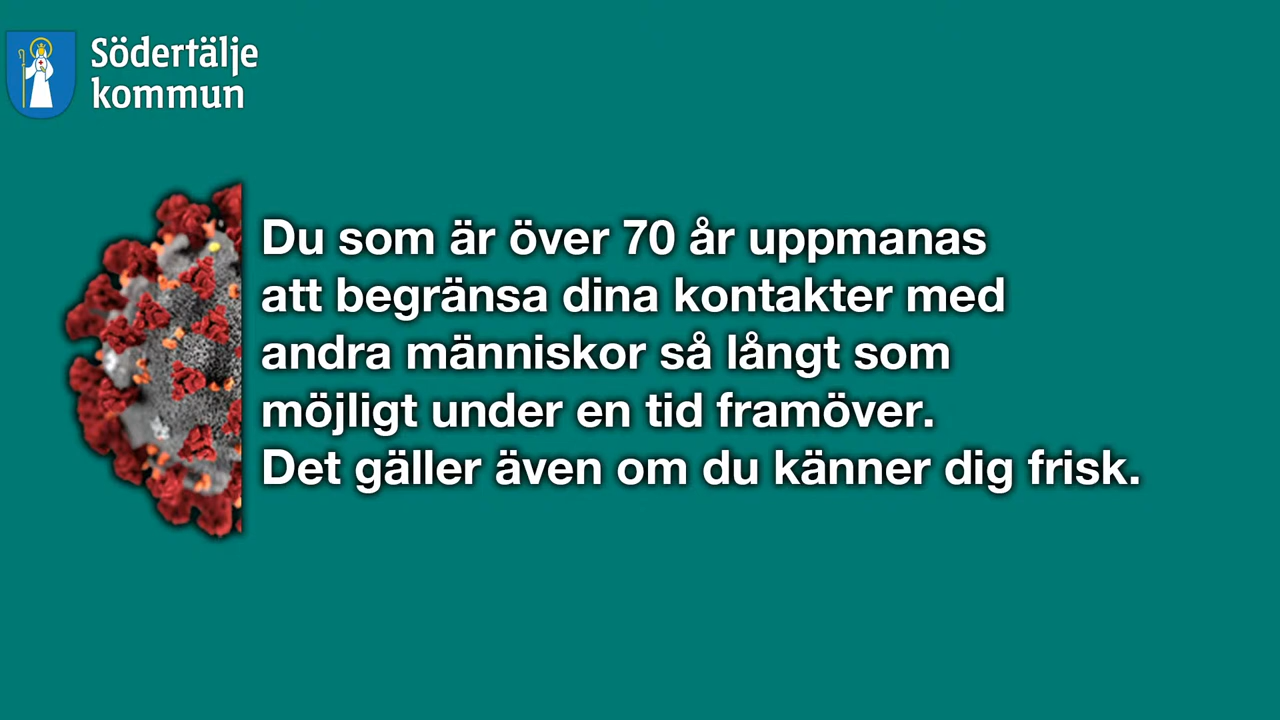 Södertälje
kommun
Du som är över 70 år uppmanas
att begränsa dina kontakter med
andra människor så långt som
möjligt under en tid framöver.
Det gäller även om du känner dig frisk.